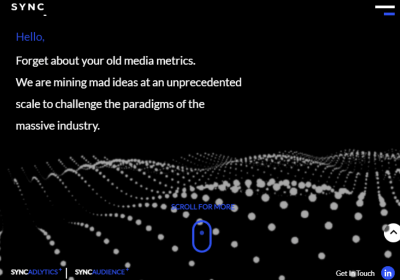 SYNC
Hello,
Forget about your old media metrics.
We are mining mad ideas at an unprecedented
scale to challenge the paradigms of the
massive industry.
SCROLL FOR MORE
SYNCADLYTICS
SYNCAUDIENCE
Get In Touch
in